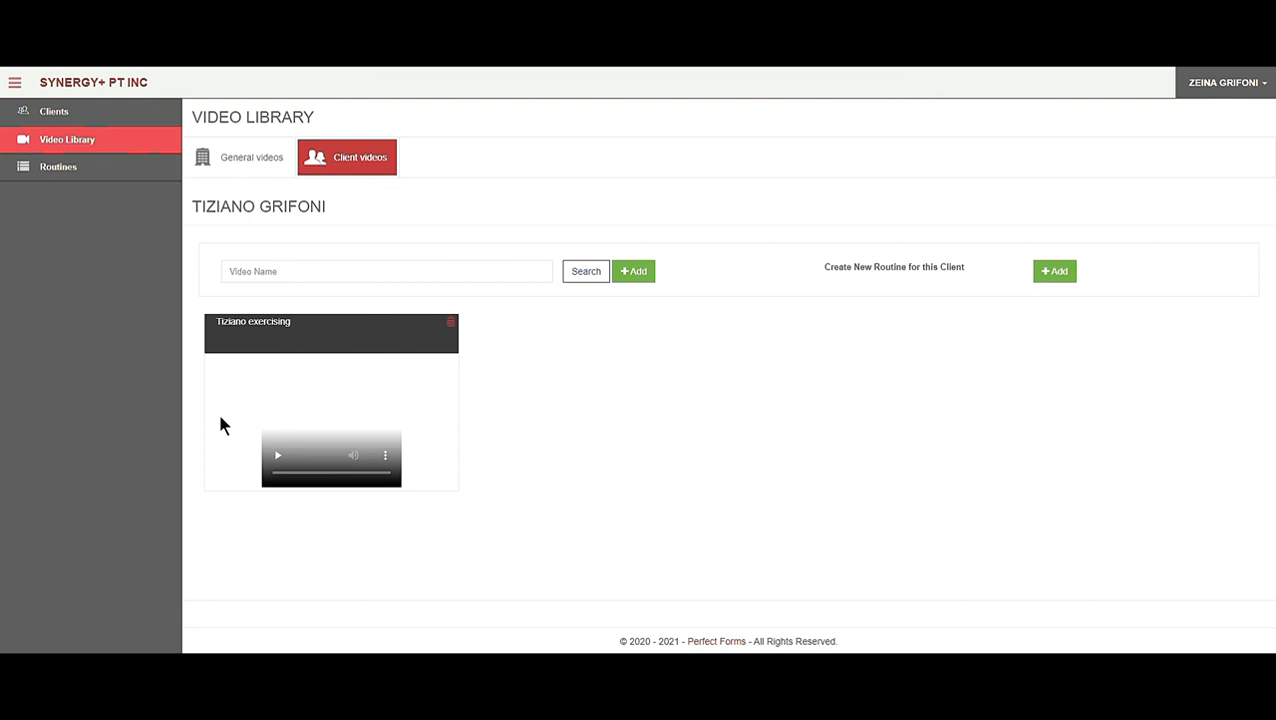 SYNERGY+ PT INC
ZEINA GRIFONI
Clients
Video Library
Routines
VIDEO LIBRARY
General videos
Client videos
TIZIANO GRIFONI
Video Name
Search
+ Add
Create New Routine for this Client
+ Add
Tiziano exercising
© 2020 - 2021 - Perfect Forms - All Rights Reserved.